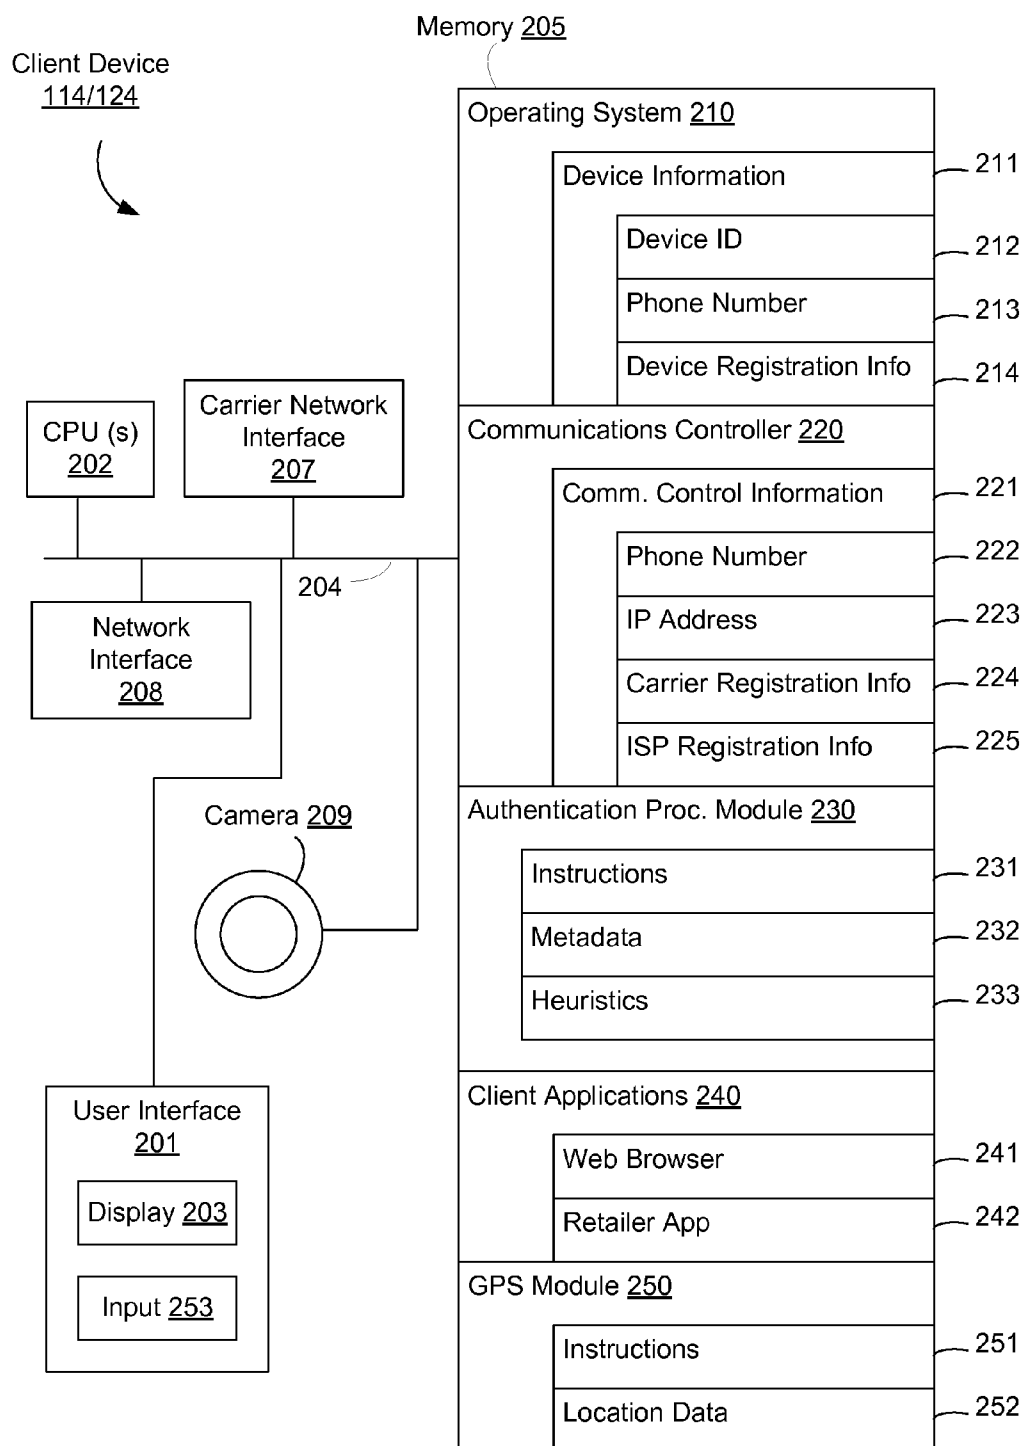 Memory 205
Client Device
114/124
Operating System 210
Device Information
211
Device ID
212
Phone Number
213
Device Registration Info
214
CPU (s)
202
Carrier Network
Interface
207
Communications Controller 220
Comm. Control Information
221
Phone Number
222
204
IP Address
223
Network
Interface
208
Carrier Registration Info
224
ISP Registration Info
225
Camera 209
Authentication Proc. Module 230
Instructions
231
Metadata
232
Heuristics
233
User Interface
201
Display 203
Input 253
Client Applications 240
Web Browser
241
Retailer App
242
GPS Module 250
Instructions
251
Location Data
252